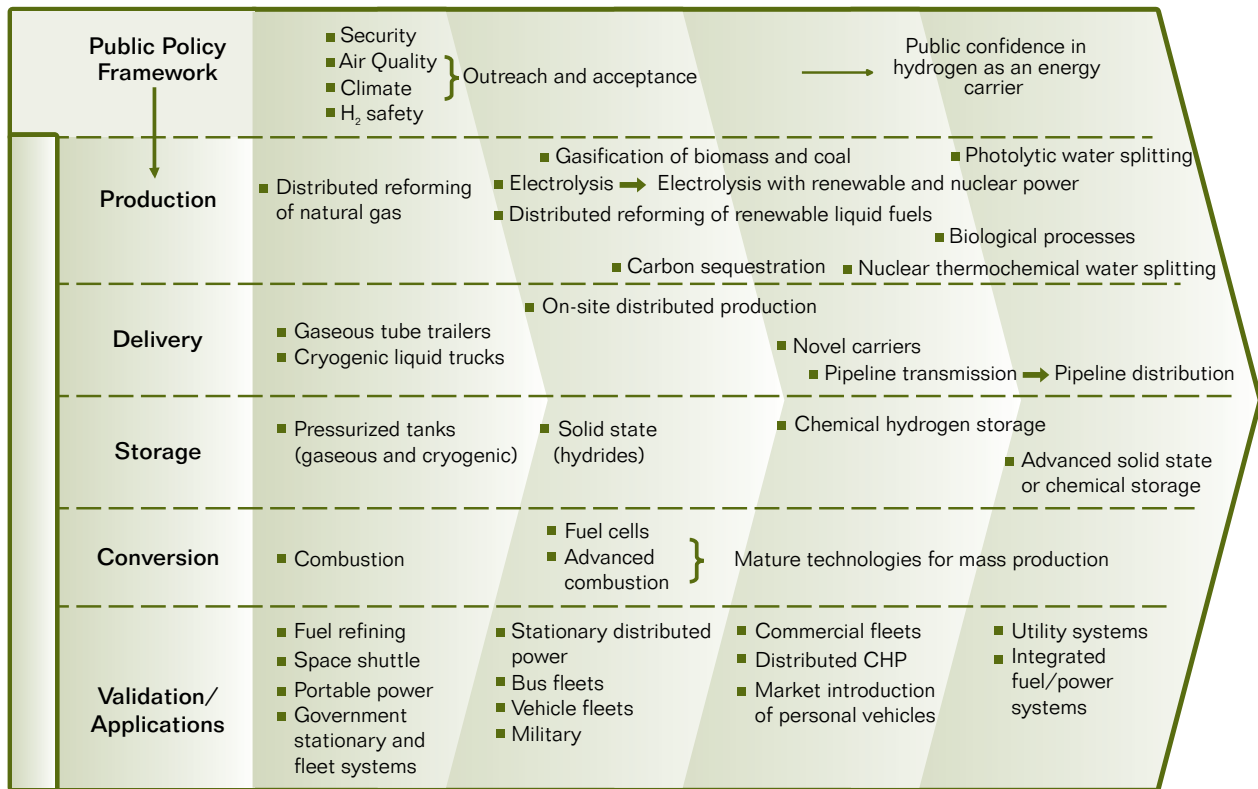 Public Policy
Framework
■ Security
■ Air Quality
■ Climate
■ H₂ safety
Outreach and acceptance
Public confidence in
hydrogen as an energy
carrier
Production
■ Distributed reforming
of natural gas
■ Gasification of biomass and coal
■ Electrolysis → Electrolysis with renewable and nuclear power
■ Distributed reforming of renewable liquid fuels
■ Carbon sequestration
■ Photolytic water splitting
■ Biological processes
■ Nuclear thermochemical water splitting
Delivery
■ Gaseous tube trailers
■ Cryogenic liquid trucks
■ On-site distributed production
■ Novel carriers
■ Pipeline transmission → Pipeline distribution
Storage
■ Pressurized tanks
(gaseous and cryogenic)
■ Solid state
(hydrides)
■ Chemical hydrogen storage
■ Advanced solid state
or chemical storage
Conversion
■ Combustion
■ Fuel cells
■ Advanced
combustion
Mature technologies for mass production
Validation/
Applications
■ Fuel refining
■ Space shuttle
■ Portable power
■ Government
stationary and
fleet systems
■ Stationary distributed
power
■ Bus fleets
■ Vehicle fleets
■ Military
■ Commercial fleets
■ Distributed CHP
■ Market introduction
of personal vehicles
■ Utility systems
■ Integrated
fuel/power
systems